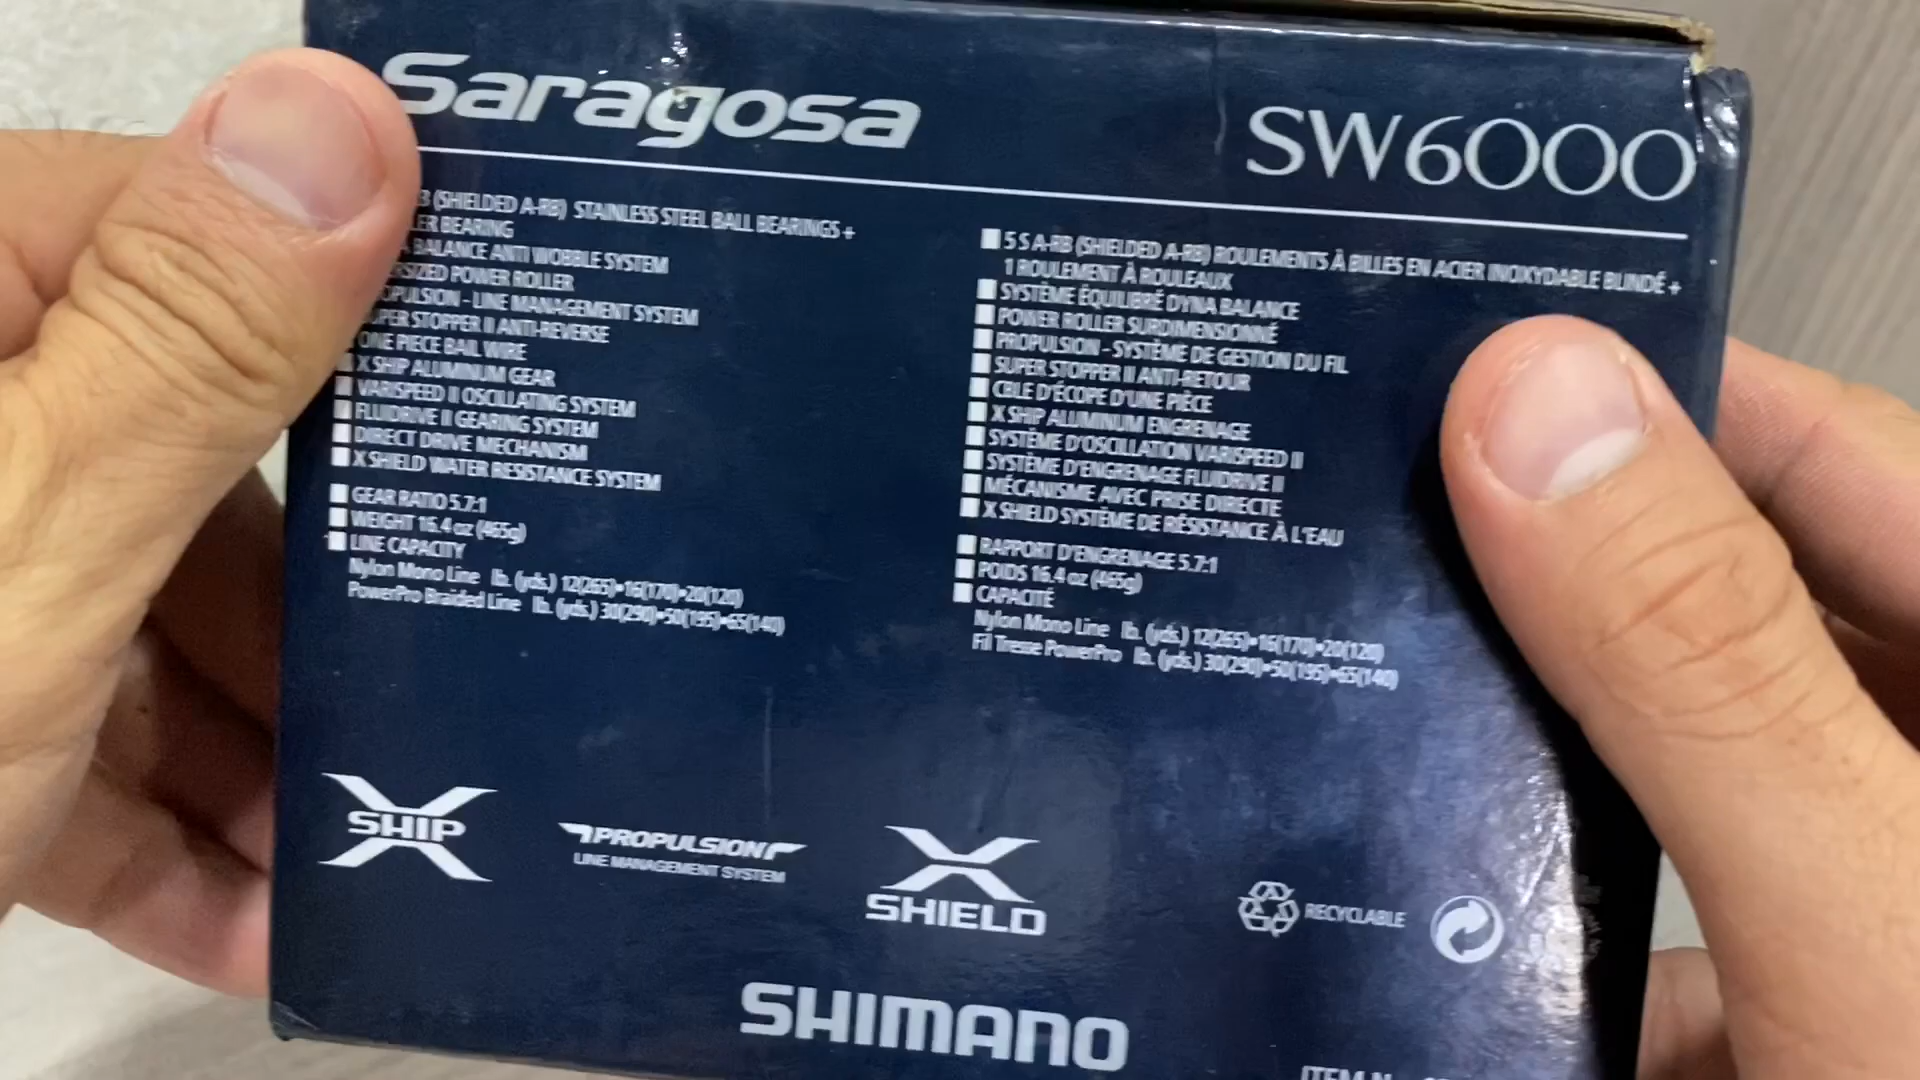 Saragosa
SW6000
(SHIELDED A-RB) STAINLESS STEEL BALL BEARINGS +
BEARING
BALANCE ANTI WOBBLE SYSTEM
POWER ROLLER
- LINE MANAGEMENT SYSTEM
STOPPER II ANTI-REVERSE
ONE PIECE BAIL WIRE
X SHIP ALUMINUM GEAR
VARISPEED II OSCILLATING SYSTEM
FLUIDRIVE II GEARING SYSTEM
DIRECT DRIVE MECHANISM
X SHIELD WATER RESISTANCE SYSTEM
GEAR RATIO 5.7:1
WEIGHT 16.4 oz (465g)
LINE CAPACITY
Nylon Mono Line lb. (yds.) 12(265)•16(170)•20(120)
PowerPro Braided Line lb. (yds.) 30(290)•50(195)•65(140)
5 S A-RB (SHIELDED A-RB) ROULEMENTS À BILLES EN ACIER INOXYDABLE BLINDÉ +
1 ROULEMENT À ROULEAUX
SYSTÈME ÉQUILIBRÉ DYNA BALANCE
POWER ROLLER SURDIMENSIONNÉ
PROPULSION - SYSTÈME DE GESTION DU FIL
SUPER STOPPER II ANTI-RETOUR
CBLE D'ÉCOPE D'UNE PIÈCE
X SHIP ALUMINUM ENGRENAGE
SYSTÈME D'OSCILLATION VARISPEED II
SYSTÈME D'ENGRENAGE FLUIDRIVE II
MÉCANISME AVEC PRISE DIRECTE
X SHIELD SYSTÈME DE RÉSISTANCE À L'EAU
RAPPORT D'ENGRENAGE 5.7:1
POIDS 16.4 oz (465g)
CAPACITÉ
Nylon Mono Line lb. (yds.) 12(265)•16(170)•20(120)
Fil Tresse PowerPro lb. (yds.) 30(290)•50(195)•65(140)
X SHIP
PROPULSION
LINE MANAGEMENT SYSTEM
X SHIELD
RECYCLABLE
SHIMANO
ITEM